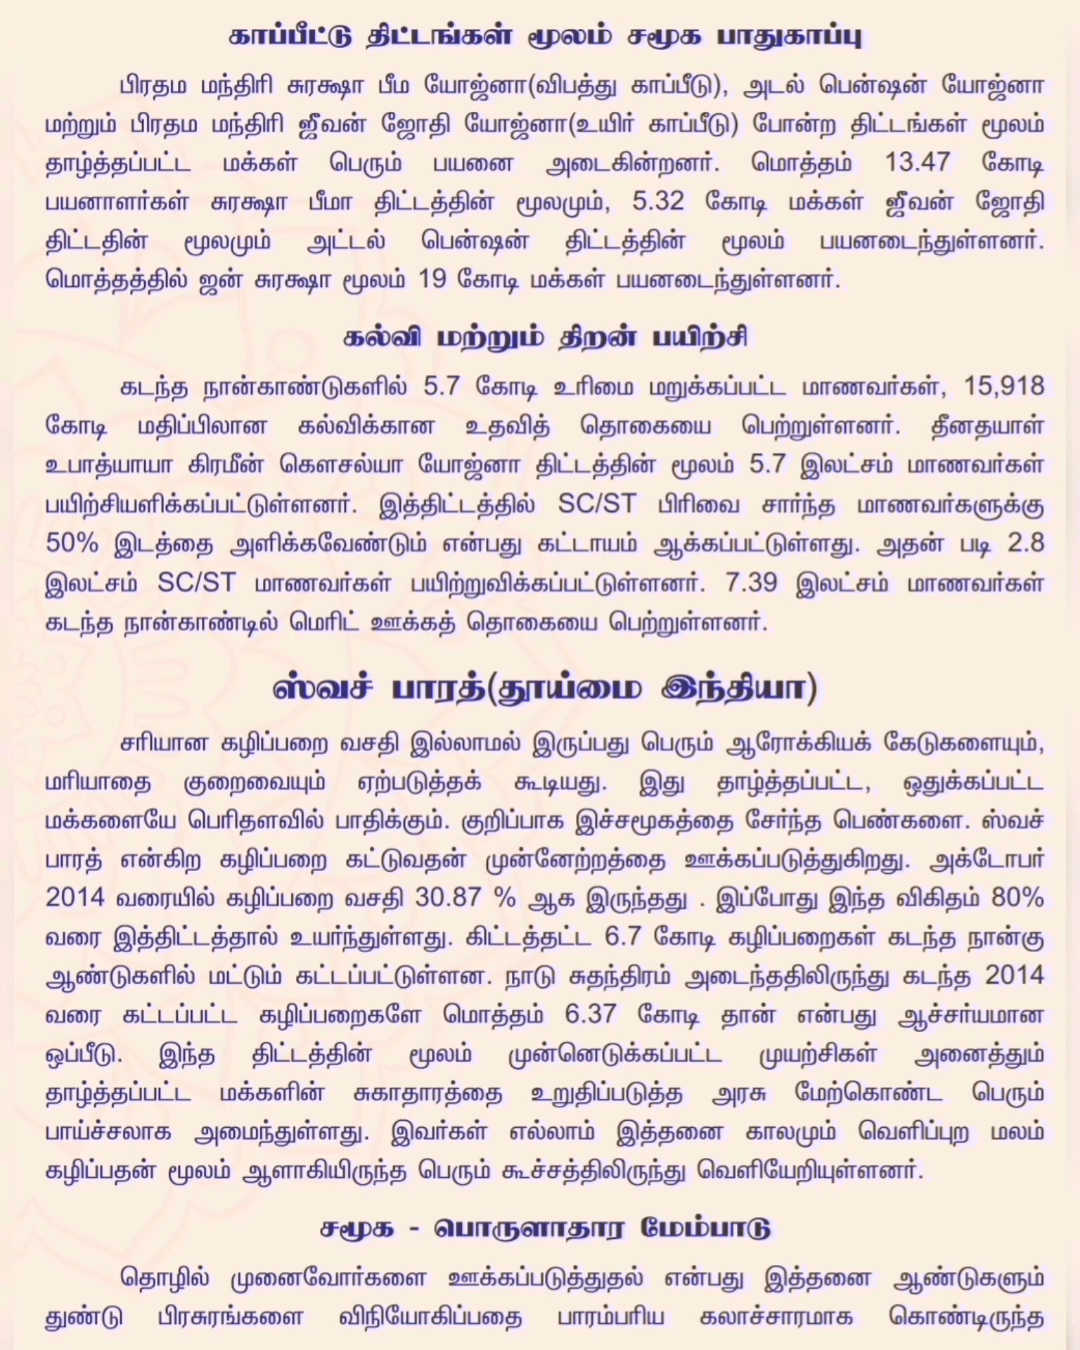 காப்பீட்டு திட்டங்கள் மூலம் சமூக பாதுகாப்பு
பிரதம மந்திரி சுரக்ஷா பீம யோஜ்னா(விபத்து காப்பீடு), அடல் பென்ஷன் யோஜ்னா
மற்றும் பிரதம மந்திரி ஜீவன் ஜோதி யோஜ்னா(உயிர் காப்பீடு) போன்ற திட்டங்கள் மூலம்
தாழ்த்தப்பட்ட மக்கள் பெரும் பயனை அடைகின்றனர். மொத்தம் 13.47 கோடி
பயனாளர்கள் சுரக்ஷா பீமா திட்டத்தின் மூலமும், 5.32 கோடி மக்கள் ஜீவன் ஜோதி
திட்டதின் மூலமும் அட்டல் பென்ஷன் திட்டத்தின் மூலம் பயனடைந்துள்ளனர்.
மொத்தத்தில் ஜன் சுரக்ஷா மூலம் 19 கோடி மக்கள் பயனடைந்துள்ளனர்.
கல்வி மற்றும் திறன் பயிற்சி
கடந்த நான்காண்டுகளில் 5.7 கோடி உரிமை மறுக்கப்பட்ட மாணவர்கள், 15,918
கோடி மதிப்பிலான கல்விக்கான உதவித் தொகையை பெற்றுள்ளனர். தீனதயாள்
உபாத்யாயா கிரமீன் கௌசல்யா யோஜ்னா திட்டத்தின் மூலம் 5.7 இலட்சம் மாணவர்கள்
பயிற்சியளிக்கப்பட்டுள்ளனர். இத்திட்டத்தில் SC/ST பிரிவை சார்ந்த மாணவர்களுக்கு
50% இடத்தை அளிக்கவேண்டும் என்பது கட்டாயம் ஆக்கப்பட்டுள்ளது. அதன் படி 2.8
இலட்சம் SC/ST மாணவர்கள் பயிற்றுவிக்கப்பட்டுள்ளனர். 7.39 இலட்சம் மாணவர்கள்
கடந்த நான்காண்டில் மெரிட் ஊக்கத் தொகையை பெற்றுள்ளனர்.
ஸ்வச் பாரத்(தூய்மை இந்தியா)
சரியான கழிப்பறை வசதி இல்லாமல் இருப்பது பெரும் ஆரோக்கியக் கேடுகளையும்,
மரியாதை குறைவையும் ஏற்படுத்தக் கூடியது. இது தாழ்த்தப்பட்ட, ஒதுக்கப்பட்ட
மக்களையே பெரிதளவில் பாதிக்கும். குறிப்பாக இச்சமூகத்தை சேர்ந்த பெண்களை. ஸ்வச்
பாரத் என்கிற கழிப்பறை கட்டுவதன் முன்னேற்றத்தை ஊக்கப்படுத்துகிறது. அக்டோபர்
2014 வரையில் கழிப்பறை வசதி 30.87 % ஆக இருந்தது . இப்போது இந்த விகிதம் 80%
வரை இத்திட்டத்தால் உயர்ந்துள்ளது. கிட்டத்தட்ட 6.7 கோடி கழிப்பறைகள் கடந்த நான்கு
ஆண்டுகளில் மட்டும் கட்டப்பட்டுள்ளன. நாடு சுதந்திரம் அடைந்ததிலிருந்து கடந்த 2014
வரை கட்டப்பட்ட கழிப்பறைகளே மொத்தம் 6.37 கோடி தான் என்பது ஆச்சர்யமான
ஒப்பீடு. இந்த திட்டத்தின் மூலம் முன்னெடுக்கப்பட்ட முயற்சிகள் அனைத்தும்
தாழ்த்தப்பட்ட மக்களின் சுகாதாரத்தை உறுதிப்படுத்த அரசு மேற்கொண்ட பெரும்
பாய்ச்சலாக அமைந்துள்ளது. இவர்கள் எல்லாம் இத்தனை காலமும் வெளிப்புற மலம்
கழிப்பதன் மூலம் ஆளாகியிருந்த பெரும் கூச்சத்திலிருந்து வெளியேறியுள்ளனர்.
சமூக - பொருளாதார மேம்பாடு
தொழில் முனைவோர்களை ஊக்கப்படுத்துதல் என்பது இத்தனை ஆண்டுகளும்
துண்டு பிரசுரங்களை விநியோகிப்பதை பாரம்பரிய கலாச்சாரமாக கொண்டிருந்த